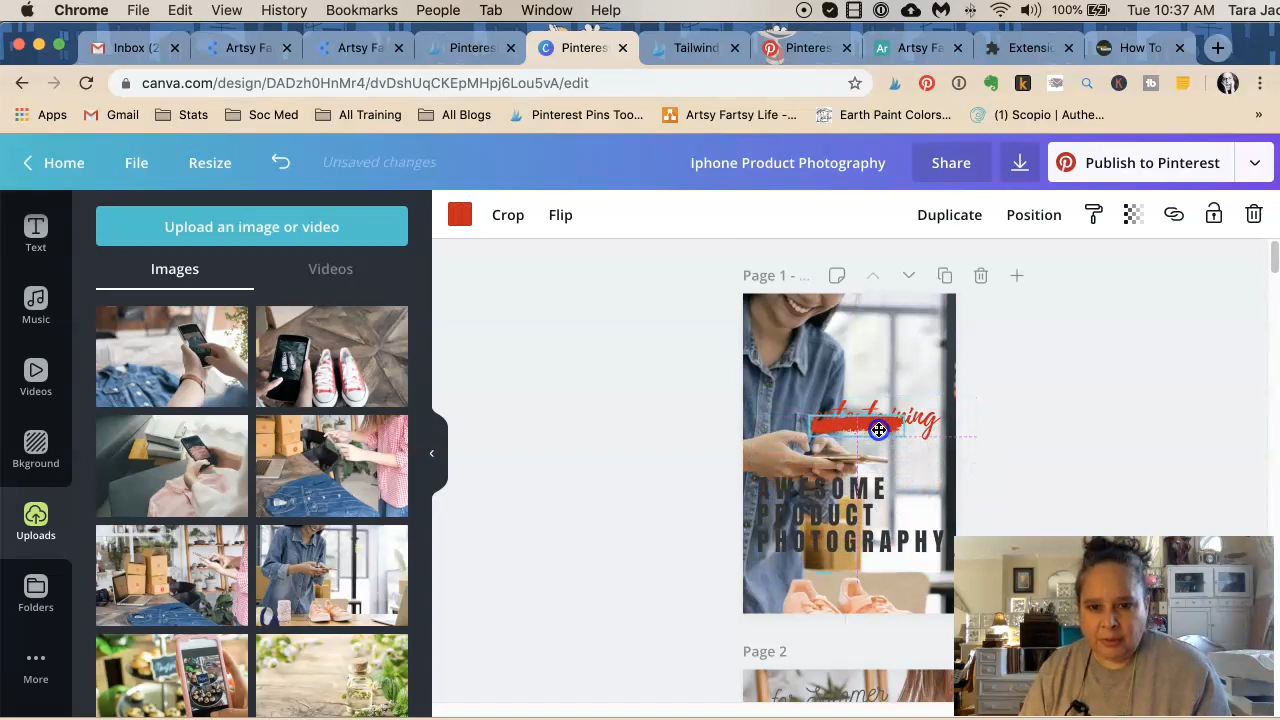 Chrome File Edit View History Bookmarks People Tab Window Help 100% Tue 10:37 AM Tara Jac
Inbox (2 Artsy Fa Artsy Fa Pinteres Pinteres Tailwind Pinteres Artsy Fa Extensio How To
canva.com/design/DADzh0HnMr4/dvDshUqCKEpMHpj6Lou5vA/edit
Apps Gmail Stats Soc Med All Training All Blogs Pinterest Pins Too... Artsy Fartsy Life -... Earth Paint Colors... (1) Scopio | Authe... »
Home File Resize Unsaved changes Iphone Product Photography Share Publish to Pinterest
Text
Music
Videos
Bkground
Uploads
Folders
More
Upload an image or video
Images Videos
Crop Flip Duplicate Position
Page 1 - ...
AWESOME
PRODUCT
PHOTOGRAPHY
Page 2
for Summer